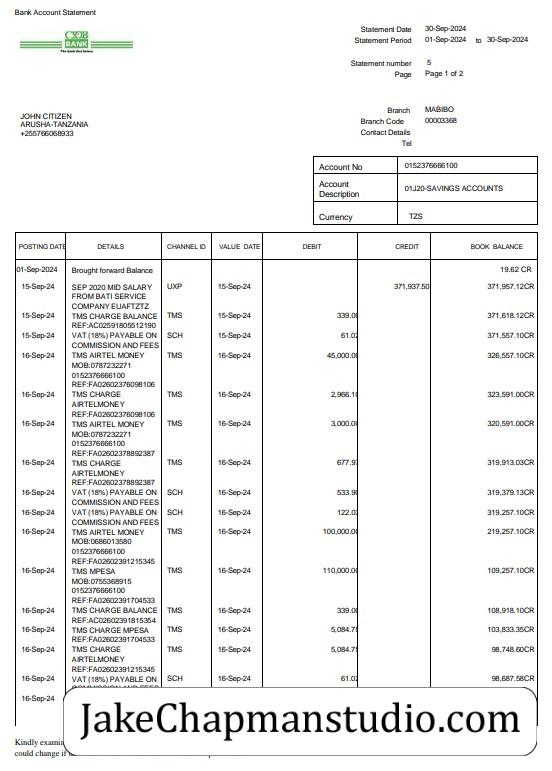 Bank Account Statement
CRDB
BANK
The bank that listens
Statement Date 30-Sep-2024
Statement Period 01-Sep-2024 to 30-Sep-2024
Statement number 5
Page Page 1 of 2
Branch MABIBO
Branch Code 00003368
Contact Details
Tel
JOHN CITIZEN
ARUSHA-TANZANIA
+255766068933
Account No 0152376666100
Account
Description 01J20-SAVINGS ACCOUNTS
Currency TZS
POSTING DATE DETAILS CHANNEL ID VALUE DATE DEBIT CREDIT BOOK BALANCE
01-Sep-2024 Brought forward Balance 19.62 CR
15-Sep-24 SEP 2020 MID SALARY UXP 15-Sep-24 371,937.50 371,957.12CR
FROM BATI SERVICE
COMPANY EUAFTZTZ
15-Sep-24 TMS CHARGE BALANCE TMS 15-Sep-24 339.00 371,618.12CR
REF:AC02591805512190
15-Sep-24 VAT (18%) PAYABLE ON SCH 15-Sep-24 61.02 371,557.10CR
COMMISSION AND FEES
16-Sep-24 TMS AIRTEL MONEY TMS 16-Sep-24 45,000.00 326,557.10CR
MOB:0787232271
0152376666100
REF:FA02602376098106
16-Sep-24 TMS CHARGE TMS 16-Sep-24 2,966.10 323,591.00CR
AIRTELMONEY
REF:FA02602376098106
16-Sep-24 TMS AIRTEL MONEY TMS 16-Sep-24 3,000.00 320,591.00CR
MOB:0787232271
0152376666100
REF:FA02602378892387
16-Sep-24 TMS CHARGE TMS 16-Sep-24 677.97 319,913.03CR
AIRTELMONEY
REF:FA02602378892387
16-Sep-24 VAT (18%) PAYABLE ON SCH 16-Sep-24 533.90 319,379.13CR
COMMISSION AND FEES
16-Sep-24 VAT (18%) PAYABLE ON SCH 16-Sep-24 122.03 319,257.10CR
COMMISSION AND FEES
16-Sep-24 TMS AIRTEL MONEY TMS 16-Sep-24 100,000.00 219,257.10CR
MOB:0686013580
0152376666100
REF:FA02602391215345
16-Sep-24 TMS MPESA TMS 16-Sep-24 110,000.00 109,257.10CR
MOB:0755368915
0152376666100
REF:FA02602391704533
16-Sep-24 TMS CHARGE BALANCE TMS 16-Sep-24 339.00 108,918.10CR
REF:AC02602391815354
16-Sep-24 TMS CHARGE MPESA TMS 16-Sep-24 5,084.75 103,833.35CR
REF:FA02602391704533
16-Sep-24 TMS CHARGE TMS 16-Sep-24 5,084.75 98,748.60CR
AIRTELMONEY
REF:FA02602391215345
16-Sep-24 VAT (18%) PAYABLE ON SCH 16-Sep-24 61.02 98,687.58CR
COMMISSION AND FEES
16-Sep-24
JakeChapmanstudio.com
Kindly examin
could change if